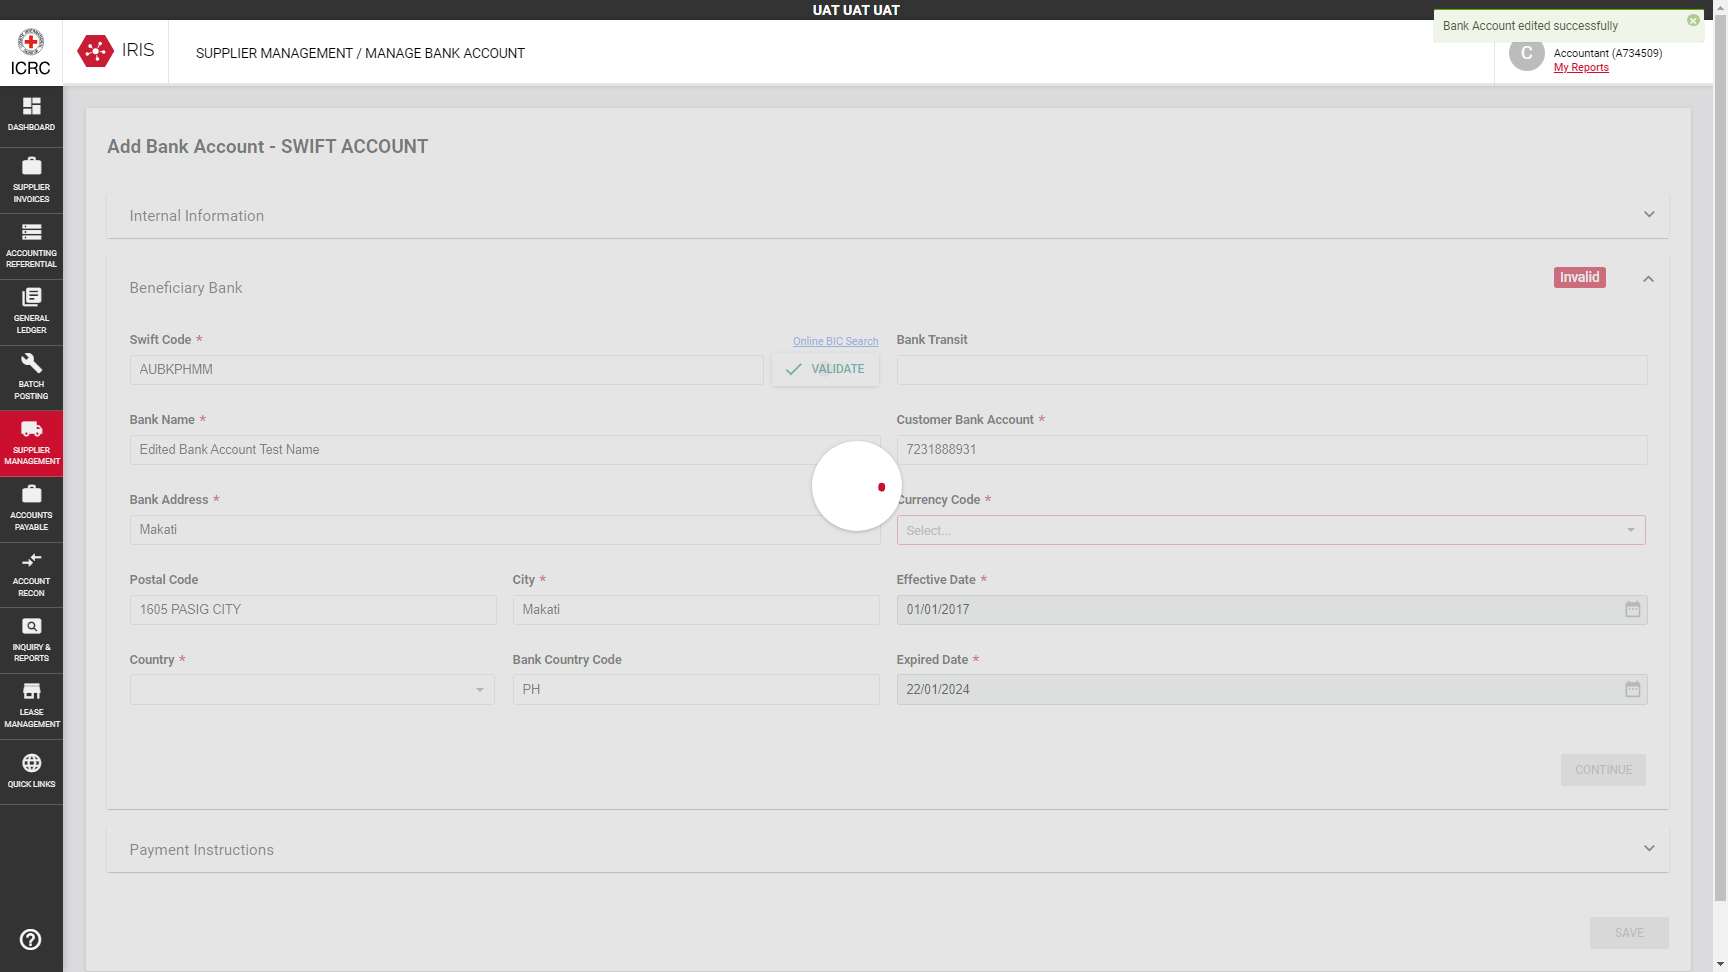 UAT UAT UAT
Bank Account edited successfully
ICRC
IRIS
SUPPLIER MANAGEMENT / MANAGE BANK ACCOUNT
C
Accountant (A734509)
My Reports
DASHBOARD
SUPPLIER
INVOICES
ACCOUNTING
REFERENTIAL
GENERAL
LEDGER
BATCH
POSTING
SUPPLIER
MANAGEMENT
ACCOUNTS
PAYABLE
ACCOUNT
RECON
INQUIRY &
REPORTS
LEASE
MANAGEMENT
QUICK LINKS
Add Bank Account - SWIFT ACCOUNT
Internal Information
Beneficiary Bank
Invalid
Swift Code *
Online BIC Search
Bank Transit
AUBKPHMM
VALIDATE
Bank Name *
Customer Bank Account *
Edited Bank Account Test Name
7231888931
Bank Address *
Currency Code *
Makati
Select...
Postal Code
City *
Effective Date *
1605 PASIG CITY
Makati
01/01/2017
Country *
Bank Country Code
Expired Date *
PH
22/01/2024
CONTINUE
Payment Instructions
SAVE